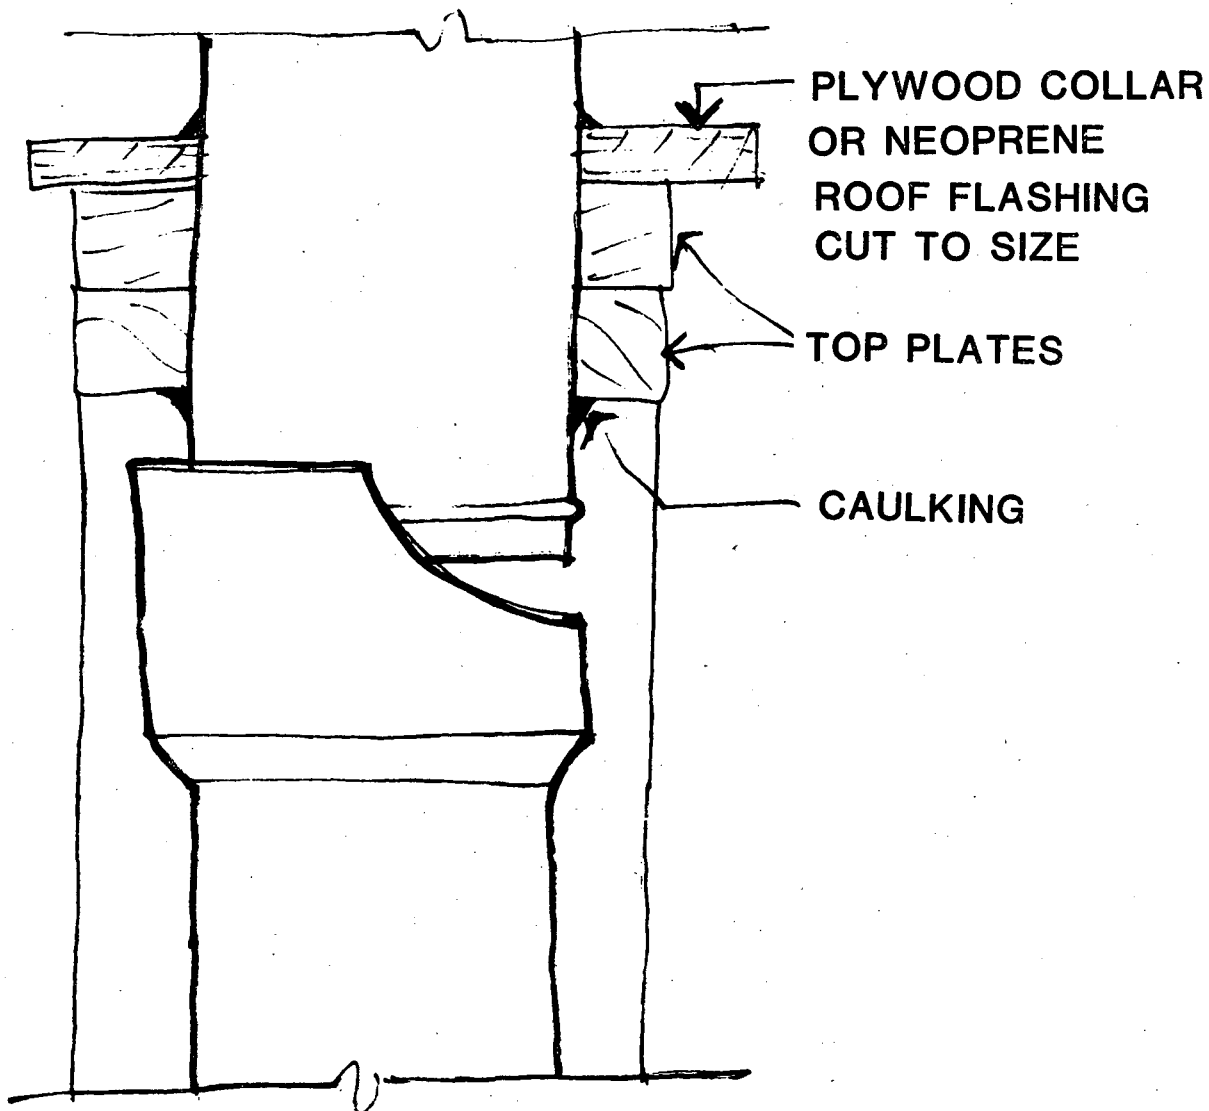 PLYWOOD COLLAR
OR NEOPRENE
ROOF FLASHING
CUT TO SIZE
TOP PLATES
CAULKING